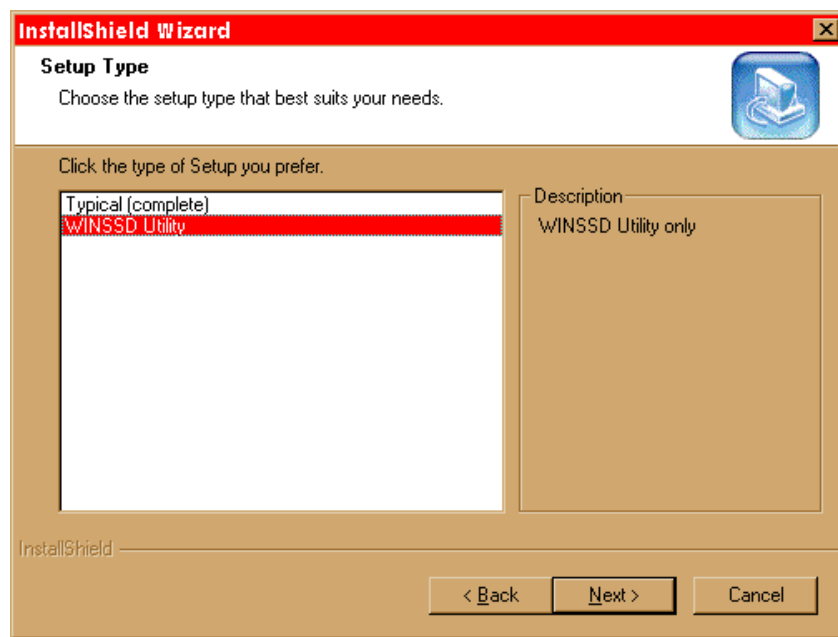 InstallShield Wizard
Setup Type
Choose the setup type that best suits your needs.
Click the type of Setup you prefer.
Typical (complete)
WINSSD Utility
Description
WINSSD Utility only
InstallShield
< Back
Next >
Cancel